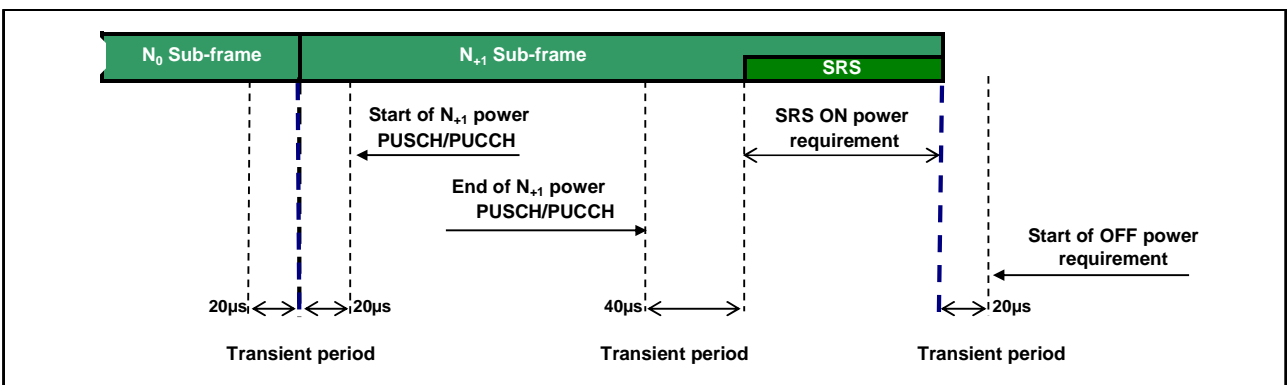 N₀ Sub-frame
N₊₁ Sub-frame
SRS
Start of N₊₁ power
PUSCH/PUCCH
SRS ON power
requirement
End of N₊₁ power
PUSCH/PUCCH
Start of OFF power
requirement
20µs
20µs
40µs
20µs
Transient period
Transient period
Transient period